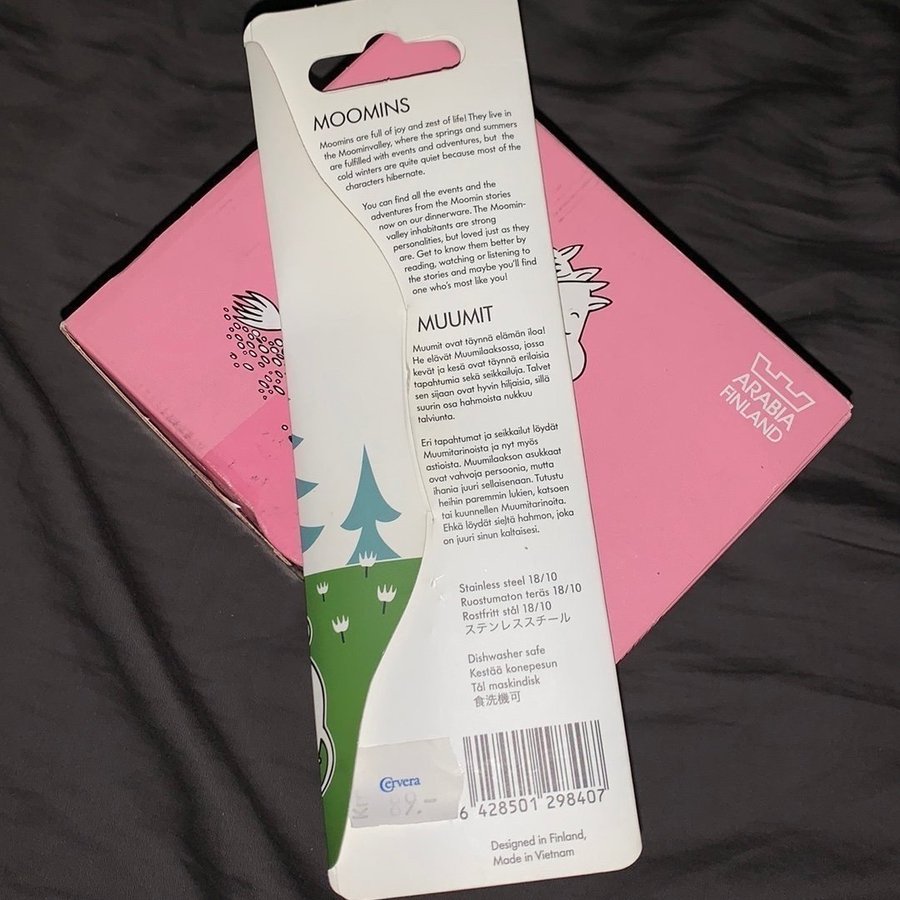 MOOMINS
Moomins are full of joy and zest of life! They live in
the Moominvalley, where the springs and summers
are fulfilled with events and adventures, but the
cold winters are quite quiet because most of the
characters hibernate.
You can find all the events and the
adventures from the Moomin stories
now on our dinnerware. The Moomin-
valley inhabitants are strong
personalities, but loved just as they
are. Get to know them better by
reading, watching or listening to
the stories and maybe you'll find
one who's most like you!
MUUMIT
Muumit ovat täynnä elämän iloa!
He elävät Muumilaaksossa, jossa
kevät ja kesä ovat täynnä erilaisia
tapahtumia sekä seikkailuja. Talvet
sen sijaan ovat hyvin hiljaisia, sillä
suurin osa hahmoista nukkuu
talviunta.
Eri tapahtumat ja seikkailut löydät
Muumitarinoista ja nyt myös
astioista. Muumilaakson asukkaat
ovat vahvoja persoonia, mutta
ihania juuri sellaisenaan. Tutustu
heihin paremmin lukien, katsoen
tai kuunnellen Muumitarinoita.
Ehkä löydät sieltä hahmon, joka
on juuri sinun kaltaisesi.
Stainless steel 18/10
Ruostumaton teräs 18/10
Rostfritt stål 18/10
ステンレススチール
Dishwasher safe
Kestää konepesun
Tål maskindisk
食洗機可
Cervera
Kr 89.-
6 428501 298407
Designed in Finland,
Made in Vietnam
ARABIA
FINLAND